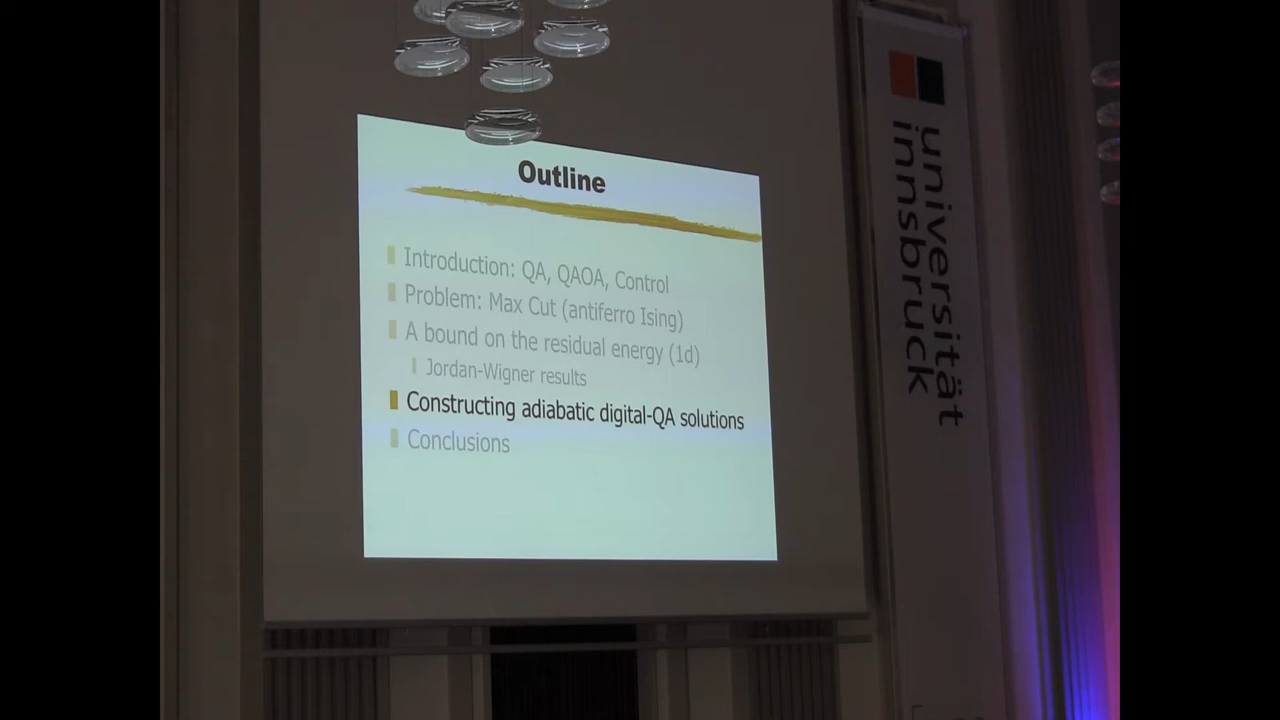 Outline
Introduction: QA, QAOA, Control
Problem: Max Cut (antiferro Ising)
A bound on the residual energy (1d)
Jordan-Wigner results
Constructing adiabatic digital-QA solutions
Conclusions
universität
innsbruck